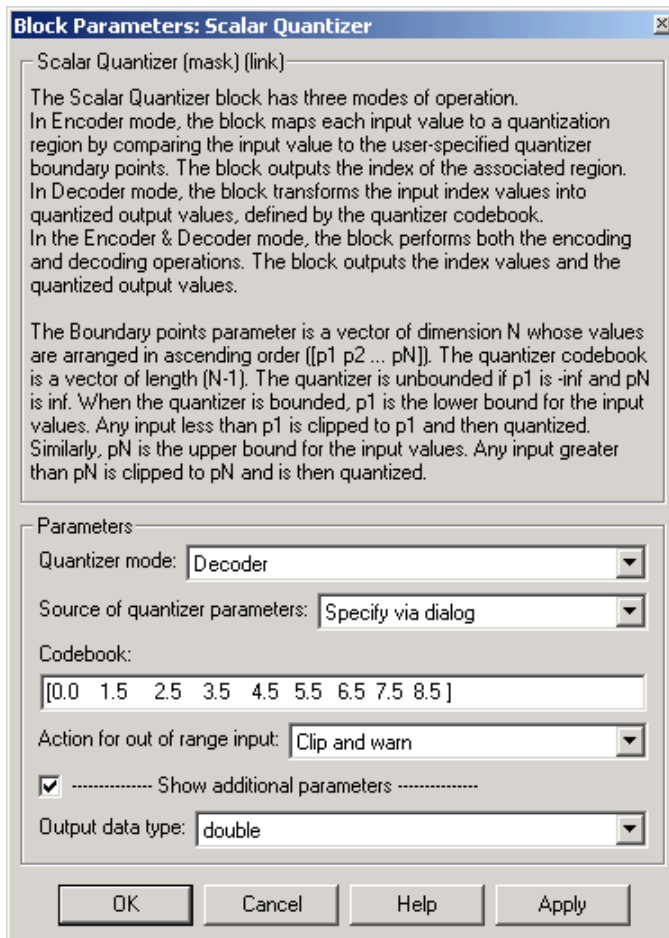 Block Parameters: Scalar Quantizer
Scalar Quantizer (mask) (link)
The Scalar Quantizer block has three modes of operation.
In Encoder mode, the block maps each input value to a quantization
region by comparing the input value to the user-specified quantizer
boundary points. The block outputs the index of the associated region.
In Decoder mode, the block transforms the input index values into
quantized output values, defined by the quantizer codebook.
In the Encoder & Decoder mode, the block performs both the encoding
and decoding operations. The block outputs the index values and the
quantized output values.
The Boundary points parameter is a vector of dimension N whose values
are arranged in ascending order ([p1 p2 ... pN]). The quantizer codebook
is a vector of length (N-1). The quantizer is unbounded if p1 is -inf and pN
is inf. When the quantizer is bounded, p1 is the lower bound for the input
values. Any input less than p1 is clipped to p1 and then quantized.
Similarly, pN is the upper bound for the input values. Any input greater
than pN is clipped to pN and is then quantized.
Parameters
Quantizer mode: Decoder
Source of quantizer parameters: Specify via dialog
Codebook:
[0.0 1.5 2.5 3.5 4.5 5.5 6.5 7.5 8.5 ]
Action for out of range input: Clip and warn
-------------- Show additional parameters ---------------
Output data type: double
OK Cancel Help Apply